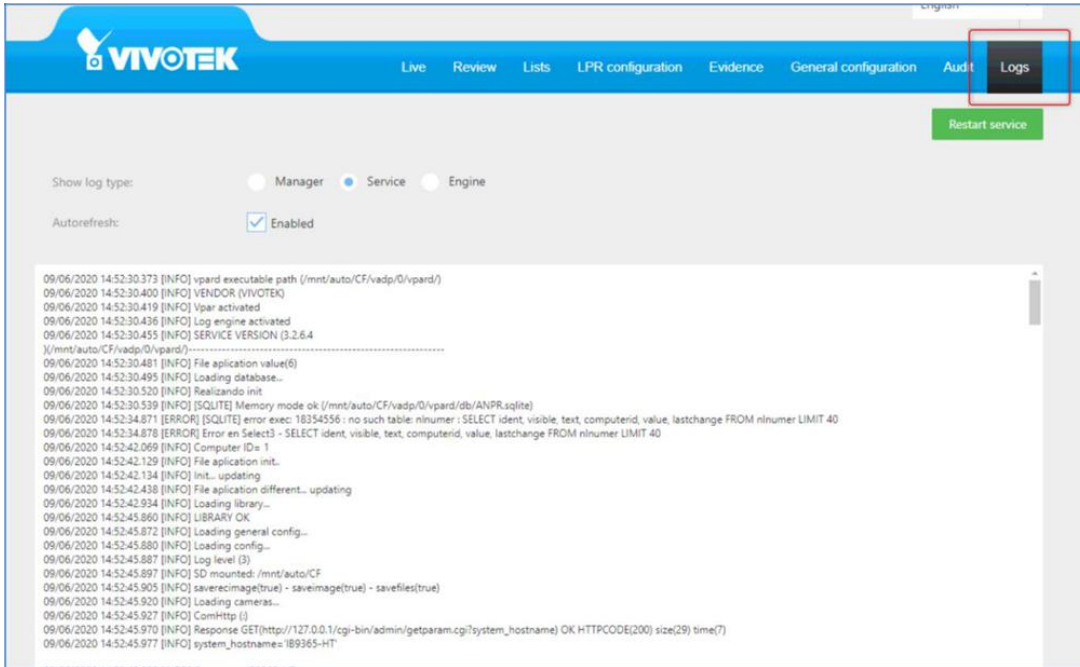 English
VIVOTEK
Live Review Lists LPR configuration Evidence General configuration Audit Logs
Restart service
Show log type: Manager Service Engine
Autorefresh: Enabled
09/06/2020 14:52:30.373 [INFO] vpard executable path (/mnt/auto/CF/vadp/0/vpard/)
09/06/2020 14:52:30.400 [INFO] VENDOR (VIVOTEK)
09/06/2020 14:52:30.419 [INFO] Vpar activated
09/06/2020 14:52:30.436 [INFO] Log engine activated
09/06/2020 14:52:30.455 [INFO] SERVICE VERSION (3.2.6.4
)(/mnt/auto/CF/vadp/0/vpard/)----------------------------------------------------------------
09/06/2020 14:52:30.481 [INFO] File aplication value(6)
09/06/2020 14:52:30.495 [INFO] Loading database...
09/06/2020 14:52:30.520 [INFO] Realizando init
09/06/2020 14:52:30.539 [INFO] [SQLITE] Memory mode ok (/mnt/auto/CF/vadp/0/vpard/db/ANPR.sqlite)
09/06/2020 14:52:34.871 [ERROR] [SQLITE] error exec: 18354556 : no such table: nlnumer : SELECT ident, visible, text, computerid, value, lastchange FROM nlnumer LIMIT 40
09/06/2020 14:52:34.878 [ERROR] Error en Select3 - SELECT ident, visible, text, computerid, value, lastchange FROM nlnumer LIMIT 40
09/06/2020 14:52:42.069 [INFO] Computer ID= 1
09/06/2020 14:52:42.129 [INFO] File aplication init..
09/06/2020 14:52:42.134 [INFO] Init... updating
09/06/2020 14:52:42.438 [INFO] File aplication different... updating
09/06/2020 14:52:42.934 [INFO] Loading library...
09/06/2020 14:52:45.860 [INFO] LIBRARY OK
09/06/2020 14:52:45.872 [INFO] Loading general config...
09/06/2020 14:52:45.880 [INFO] Loading config...
09/06/2020 14:52:45.887 [INFO] Log level (3)
09/06/2020 14:52:45.897 [INFO] SD mounted: /mnt/auto/CF
09/06/2020 14:52:45.905 [INFO] saverecimage(true) - saveimage(true) - savefiles(true)
09/06/2020 14:52:45.920 [INFO] Loading cameras...
09/06/2020 14:52:45.927 [INFO] ComHttp (:)
09/06/2020 14:52:45.970 [INFO] Response GET(http://127.0.0.1/cgi-bin/admin/getparam.cgi?system_hostname) OK HTTPCODE(200) size(29) time(7)
09/06/2020 14:52:45.977 [INFO] system_hostname='IB9365-HT'